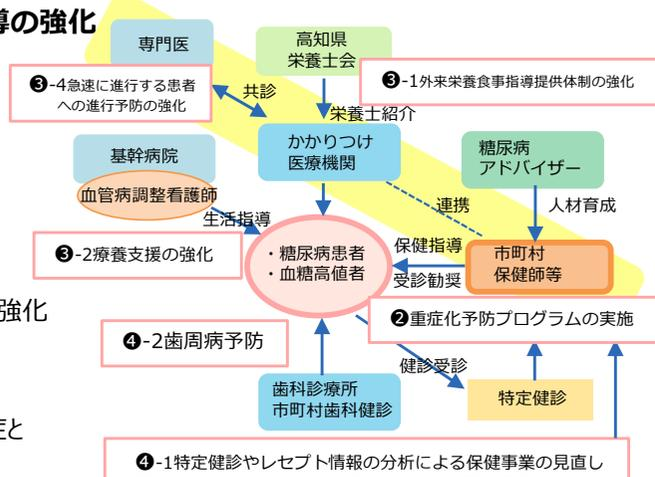 導の強化
専門医
高知県
栄養士会
❸-4急速に進行する患者
への進行予防の強化
共診
❸-1外来栄養食事指導提供体制の強化
栄養士紹介
かかりつけ
医療機関
糖尿病
アドバイザー
基幹病院
血管病調整看護師
生活指導
連携
人材育成
❸-2療養支援の強化
・糖尿病患者
・血糖高値者
保健指導
受診勧奨
市町村
保健師等
強化
❷重症化予防プログラムの実施
❹-2歯周病予防
健診受診
歯科診療所
市町村歯科健診
特定健診
と
❹-1特定健診やレセプト情報の分析による保健事業の見直し